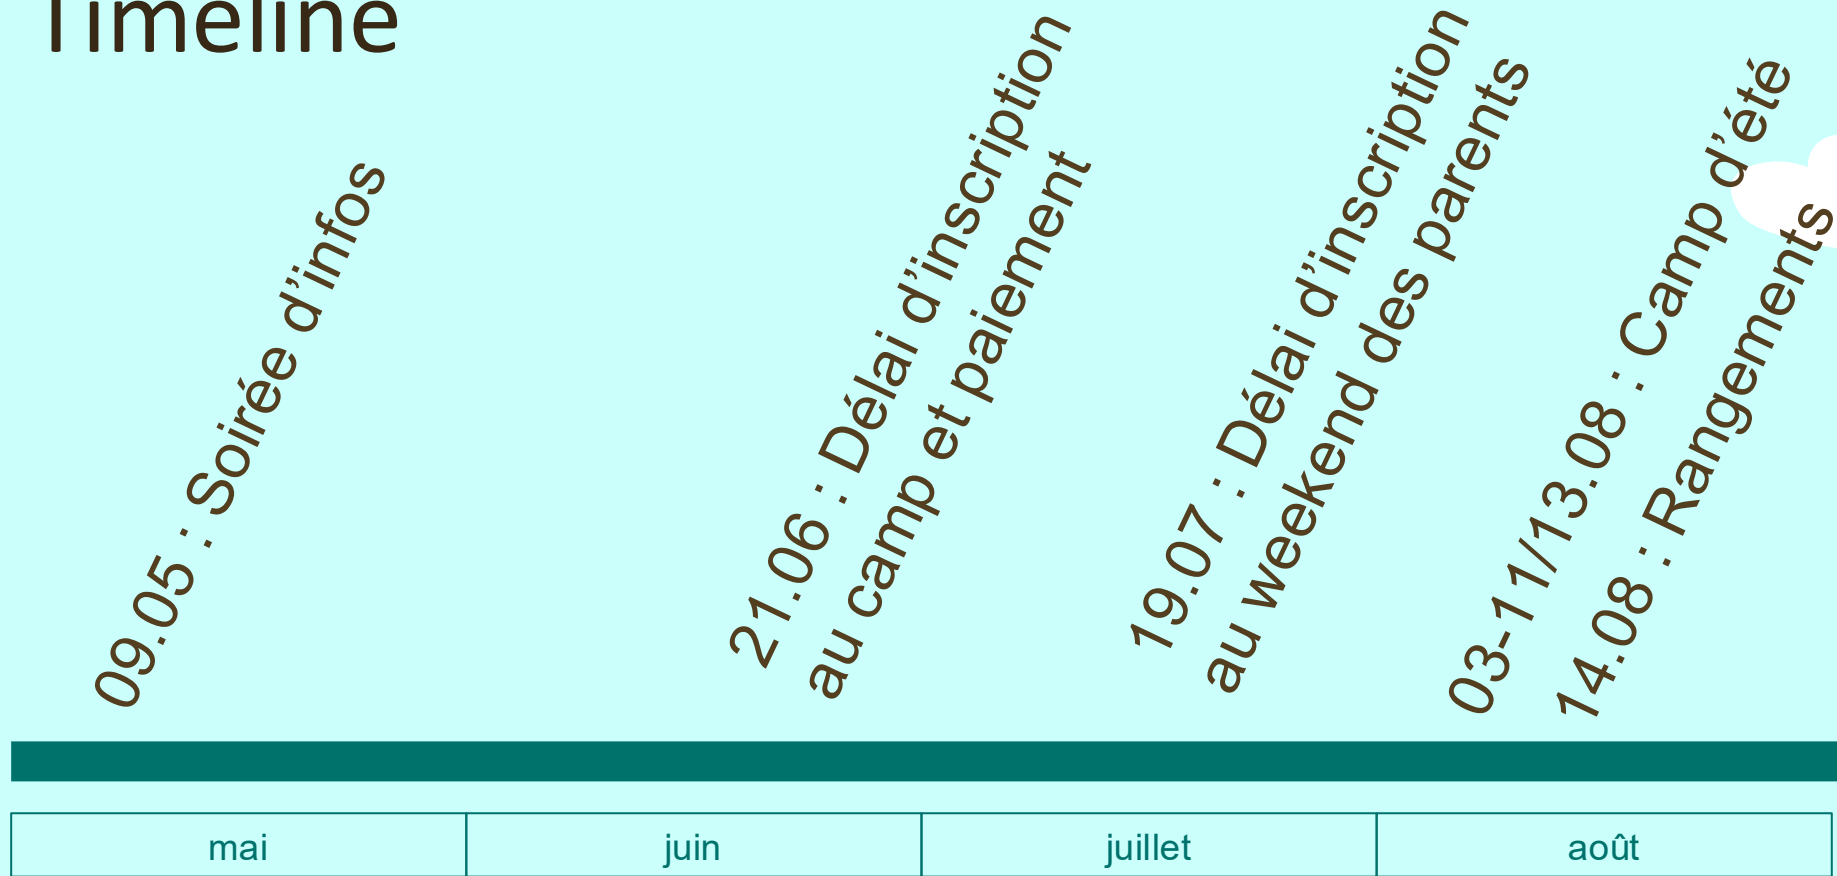 Timeline
09.05 : Soirée d’infos
21.06 : Délai d’inscription
au camp et paiement
19.07 : Délai d’inscription
au weekend des parents
03-11/13.08 : Camp d’été
14.08 : Rangements
mai
juin
juillet
août